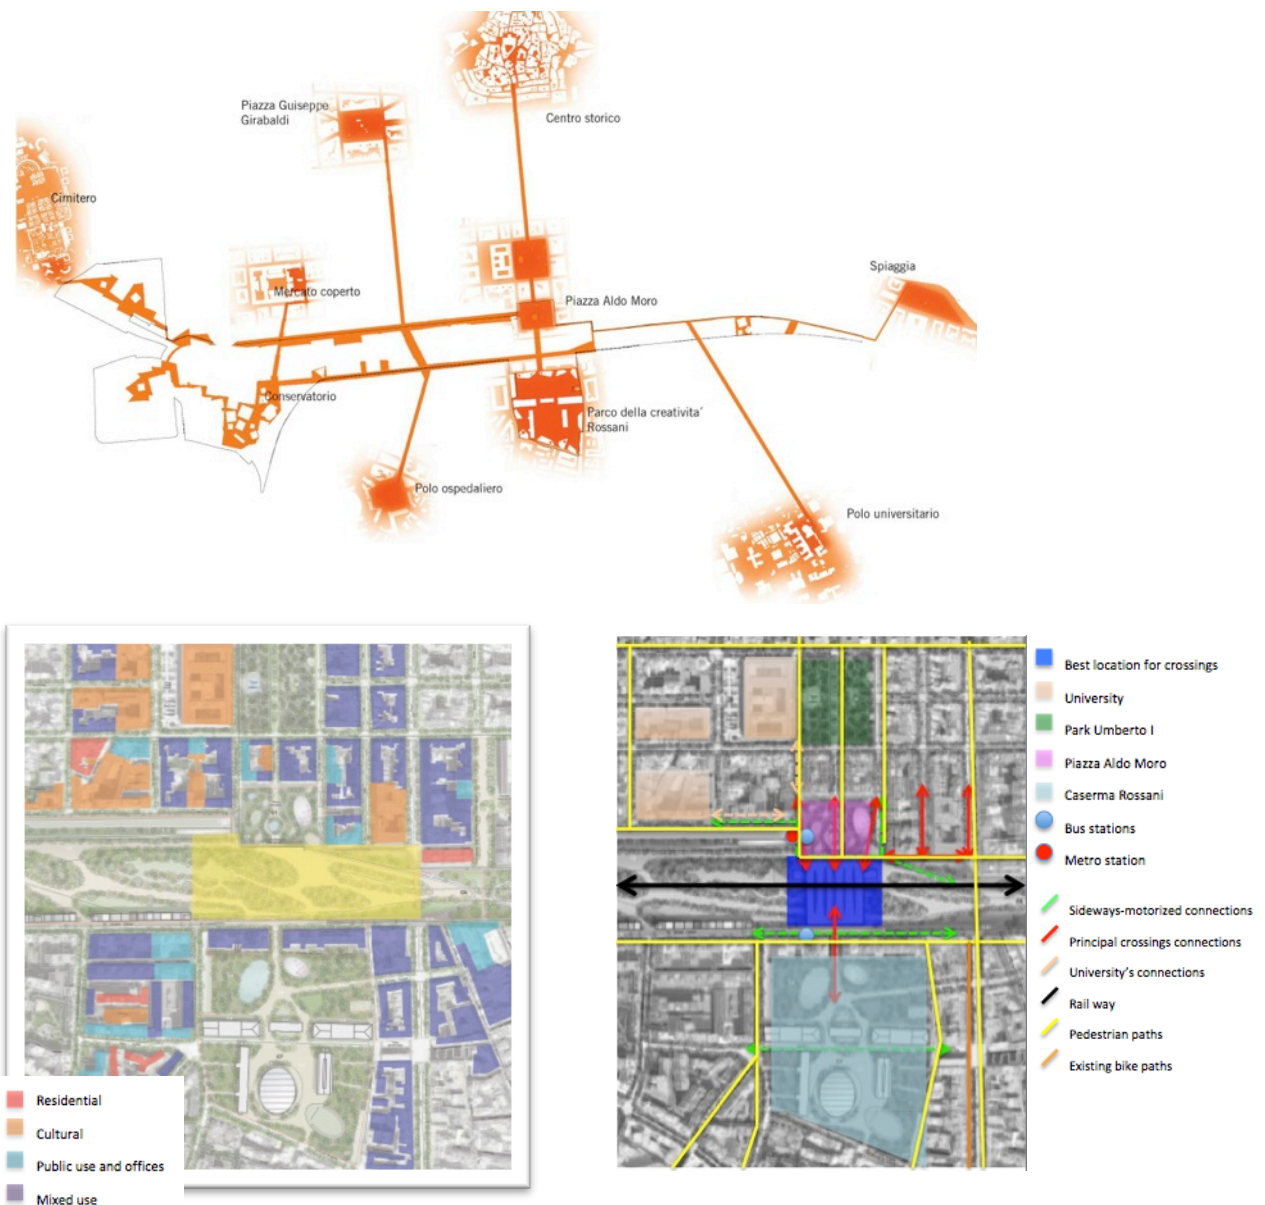 Centro storico
Piazza Guiseppe
Girabaldi
Cimitero
Mercato coperto
Piazza Aldo Moro
Spiaggia
Conservatorio
Parco della creativita´
Rossani
Polo ospedaliero
Polo universitario
Residential
Cultural
Public use and offices
Mixed use
Best location for crossings
University
Park Umberto I
Piazza Aldo Moro
Caserma Rossani
Bus stations
Metro station
Sideways-motorized connections
Principal crossings connections
University's connections
Rail way
Pedestrian paths
Existing bike paths